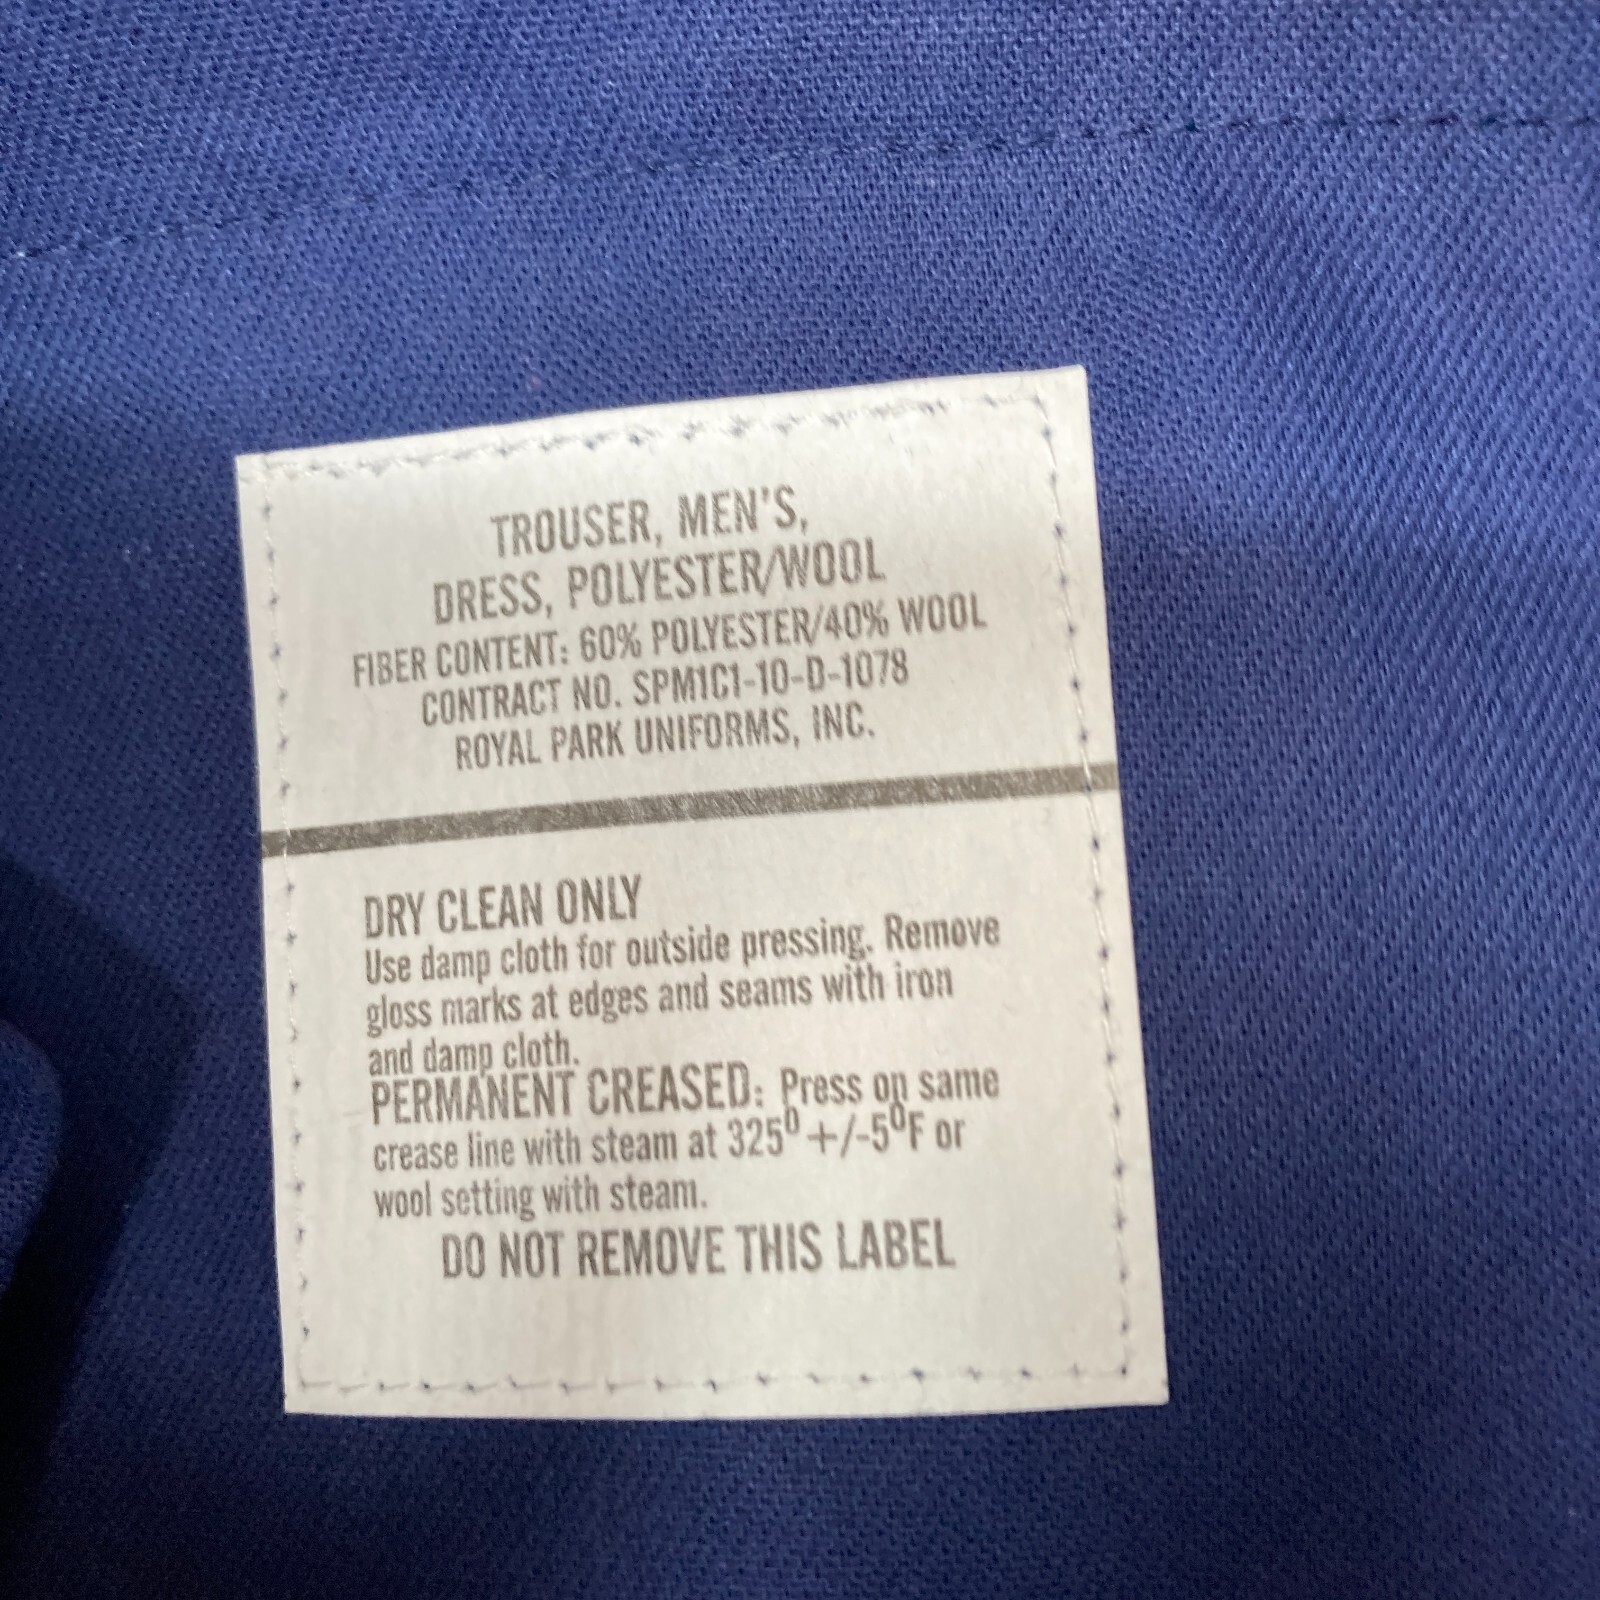 TROUSER, MEN'S,
DRESS, POLYESTER/WOOL
FIBER CONTENT: 60% POLYESTER/40% WOOL
CONTRACT NO. SPM1C1-10-D-1078
ROYAL PARK UNIFORMS, INC.
DRY CLEAN ONLY
Use damp cloth for outside pressing. Remove
gloss marks at edges and seams with iron
and damp cloth.
PERMANENT CREASED: Press on same
crease line with steam at 325⁰ +/-5⁰F or
wool setting with steam.
DO NOT REMOVE THIS LABEL